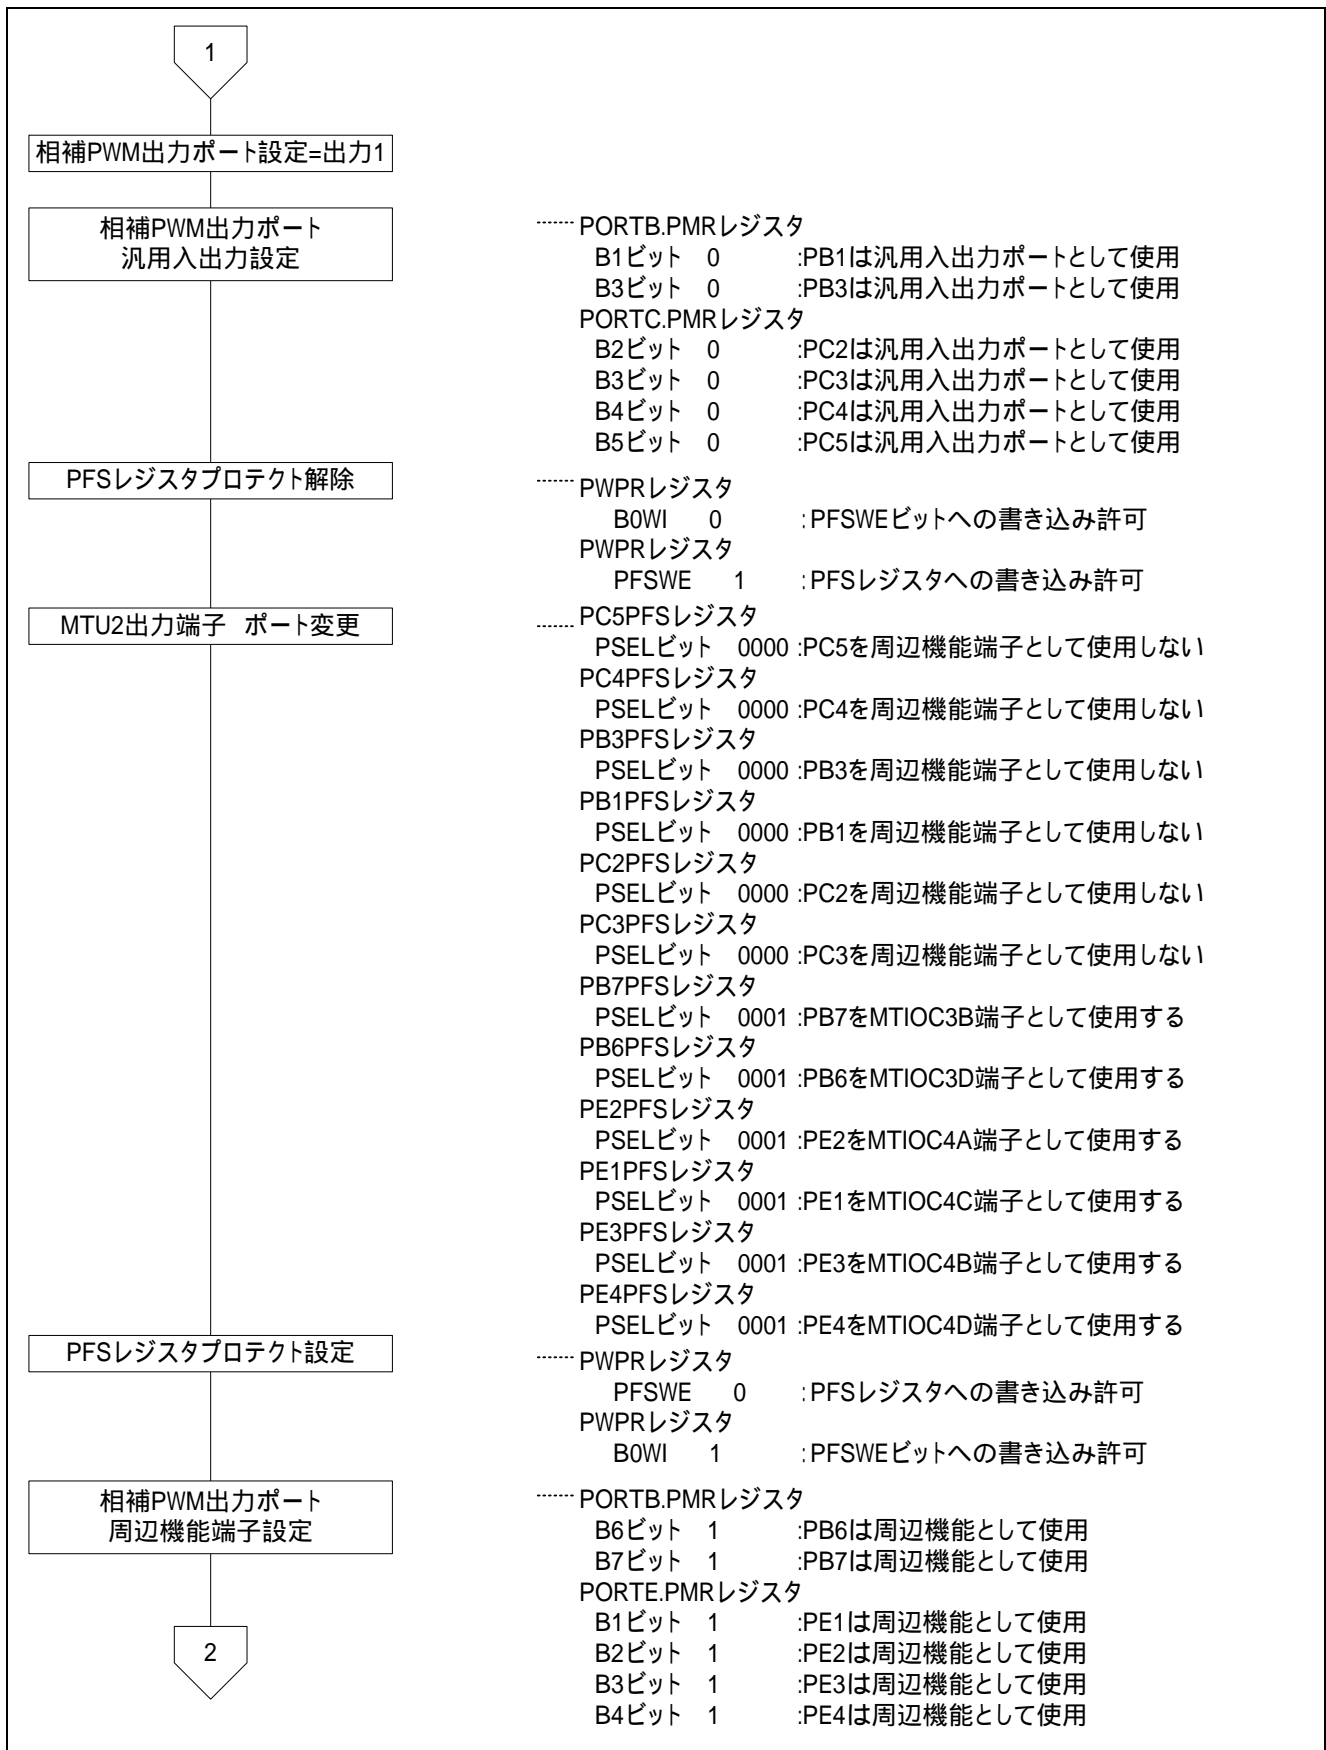 1
相補PWM出力ポート設定=出力1
相補PWM出力ポート
汎用入出力設定
PORTB.PMRレジスタ
B1ビット 0 :PB1は汎用入出力ポートとして使用
B3ビット 0 :PB3は汎用入出力ポートとして使用
PORTC.PMRレジスタ
B2ビット 0 :PC2は汎用入出力ポートとして使用
B3ビット 0 :PC3は汎用入出力ポートとして使用
B4ビット 0 :PC4は汎用入出力ポートとして使用
B5ビット 0 :PC5は汎用入出力ポートとして使用
PFSレジスタプロテクト解除
PWPRレジスタ
B0WI 0 :PFSWEビットへの書き込み許可
PWPRレジスタ
PFSWE 1 :PFSレジスタへの書き込み許可
MTU2出力端子 ポート変更
PC5PFSレジスタ
PSELビット 0000 :PC5を周辺機能端子として使用しない
PC4PFSレジスタ
PSELビット 0000 :PC4を周辺機能端子として使用しない
PB3PFSレジスタ
PSELビット 0000 :PB3を周辺機能端子として使用しない
PB1PFSレジスタ
PSELビット 0000 :PB1を周辺機能端子として使用しない
PC2PFSレジスタ
PSELビット 0000 :PC2を周辺機能端子として使用しない
PC3PFSレジスタ
PSELビット 0000 :PC3を周辺機能端子として使用しない
PB7PFSレジスタ
PSELビット 0001 :PB7をMTIOC3B端子として使用する
PB6PFSレジスタ
PSELビット 0001 :PB6をMTIOC3D端子として使用する
PE2PFSレジスタ
PSELビット 0001 :PE2をMTIOC4A端子として使用する
PE1PFSレジスタ
PSELビット 0001 :PE1をMTIOC4C端子として使用する
PE3PFSレジスタ
PSELビット 0001 :PE3をMTIOC4B端子として使用する
PE4PFSレジスタ
PSELビット 0001 :PE4をMTIOC4D端子として使用する
PFSレジスタプロテクト設定
PWPRレジスタ
PFSWE 0 :PFSレジスタへの書き込み許可
PWPRレジスタ
B0WI 1 :PFSWEビットへの書き込み許可
相補PWM出力ポート
周辺機能端子設定
PORTB.PMRレジスタ
B6ビット 1 :PB6は周辺機能として使用
B7ビット 1 :PB7は周辺機能として使用
PORTE.PMRレジスタ
B1ビット 1 :PE1は周辺機能として使用
B2ビット 1 :PE2は周辺機能として使用
B3ビット 1 :PE3は周辺機能として使用
B4ビット 1 :PE4は周辺機能として使用
2